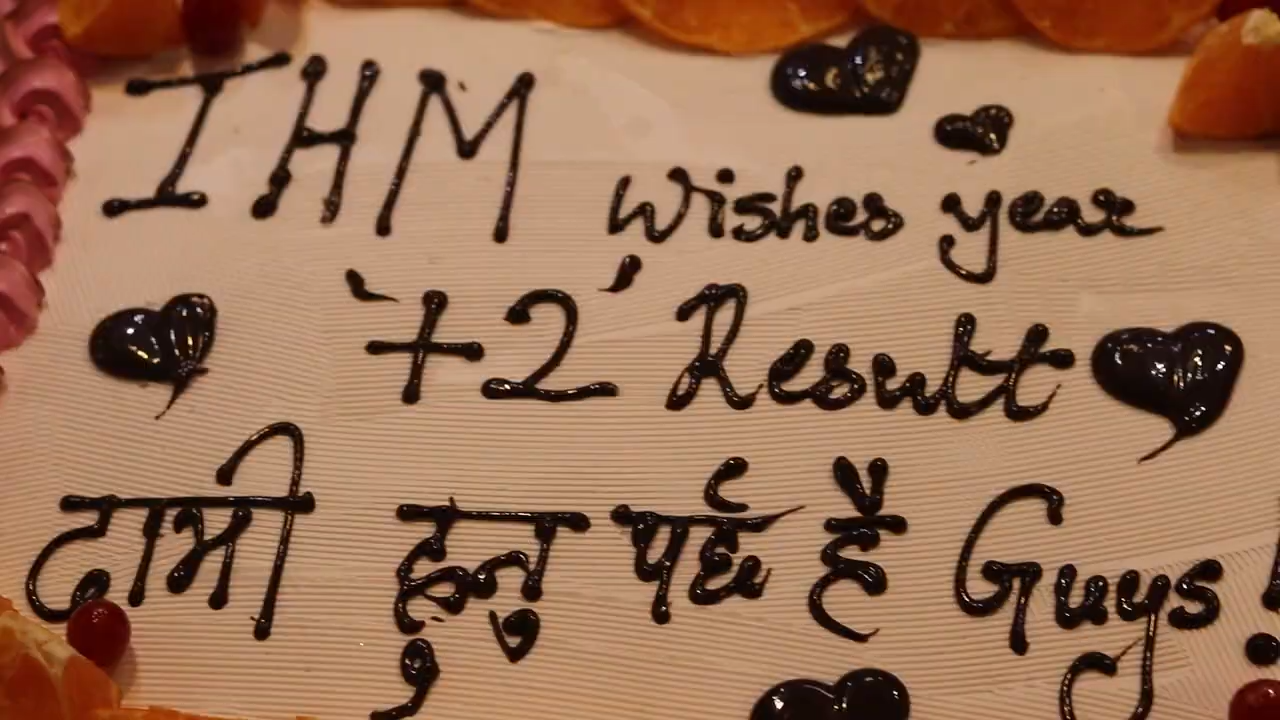 IHM wishes year
'+2' Result
दामी हुनु पर्छ है Guys!